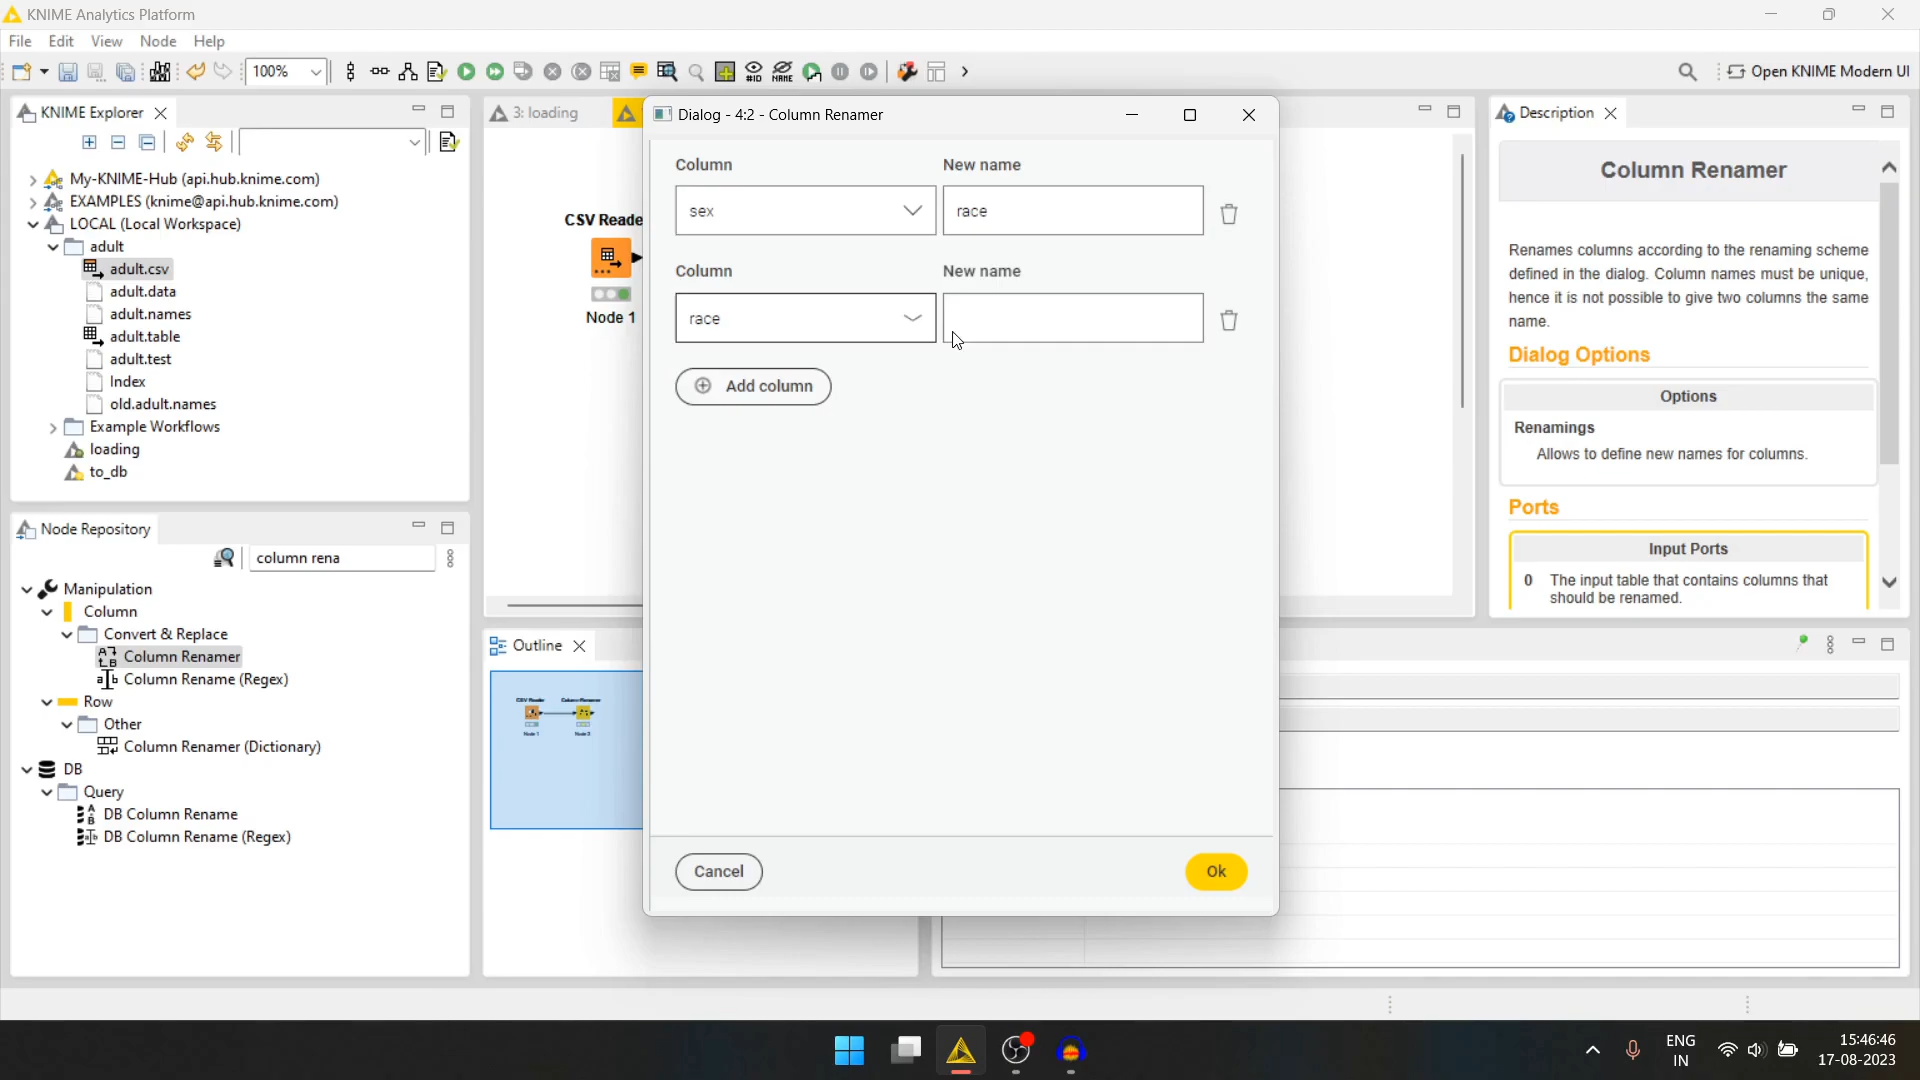 KNIME Analytics Platform
File Edit View Node Help
100%
Open KNIME Modern UI
KNIME Explorer
My-KNIME-Hub (api.hub.knime.com)
EXAMPLES (knime@api.hub.knime.com)
LOCAL (Local Workspace)
adult
adult.csv
adult.data
adult.names
adult.table
adult.test
Index
old.adult.names
Example Workflows
loading
to_db
Node Repository
column rena
Manipulation
Column
Convert & Replace
Column Renamer
Column Rename (Regex)
Row
Other
Column Renamer (Dictionary)
DB
Query
DB Column Rename
DB Column Rename (Regex)
3: loading
CSV Reade
Node 1
Outline
CSV Reader Column Renamer
Node 1 Node 2
Dialog - 4:2 - Column Renamer
Column New name
sex race
Column New name
race
Add column
Cancel Ok
Description
Column Renamer
Renames columns according to the renaming scheme
defined in the dialog. Column names must be unique,
hence it is not possible to give two columns the same
name.
Dialog Options
Options
Renamings
Allows to define new names for columns.
Ports
Input Ports
0 The input table that contains columns that
should be renamed.
ENG
IN
15:46:46
17-08-2023